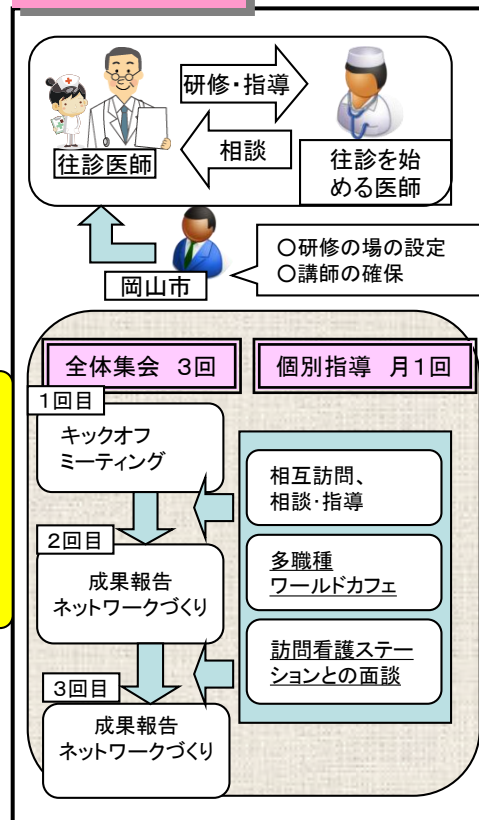 研修・指導
相談
往診医師
往診を始
める医師
岡山市
○研修の場の設定
○講師の確保
全体集会 3回
個別指導 月1回
1回目
キックオフ
ミーティング
2回目
成果報告
ネットワークづくり
3回目
成果報告
ネットワークづくり
相互訪問、
相談・指導
多職種
ワールドカフェ
訪問看護ステー
ションとの面談